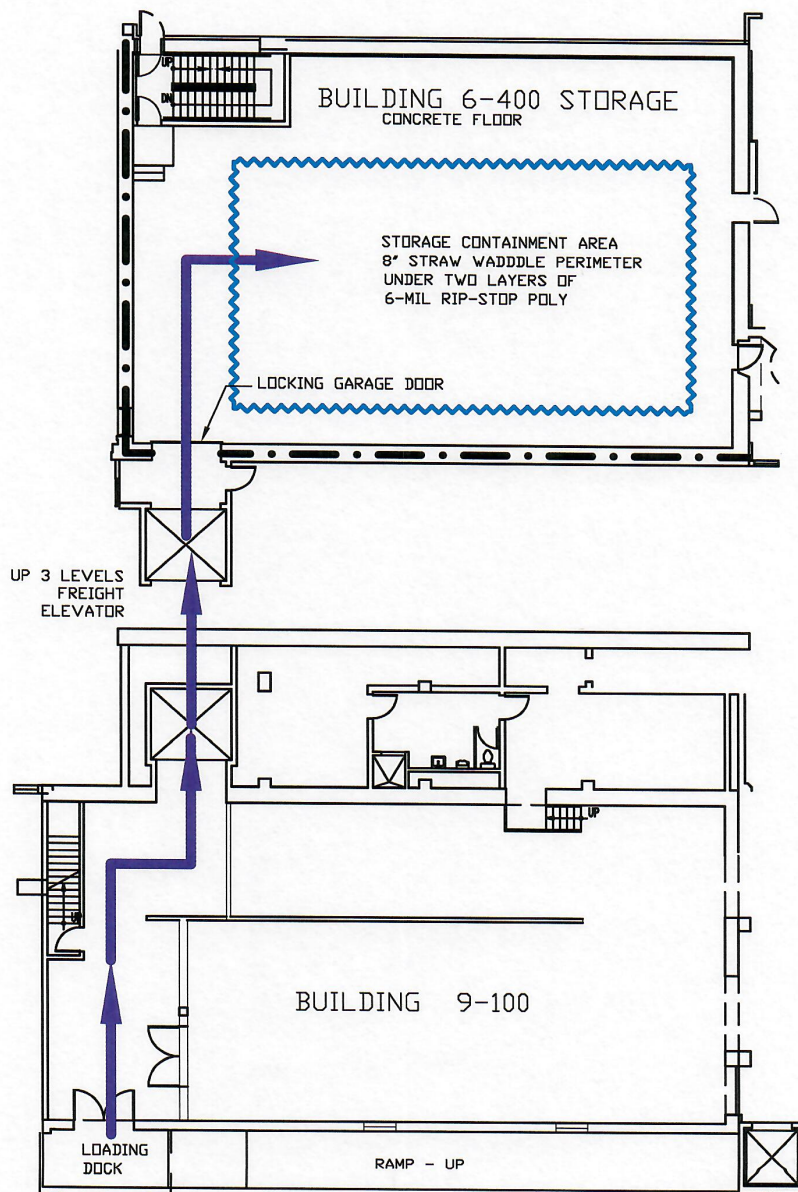 UP
DN
BUILDING 6-400 STORAGE
CONCRETE FLOOR
STORAGE CONTAINMENT AREA
8" STRAW WADDDLE PERIMETER
UNDER TWO LAYERS OF
6-MIL RIP-STOP POLY
LOCKING GARAGE DOOR
UP 3 LEVELS
FREIGHT
ELEVATOR
UP
UP
BUILDING 9-100
LOADING
DOCK
RAMP - UP